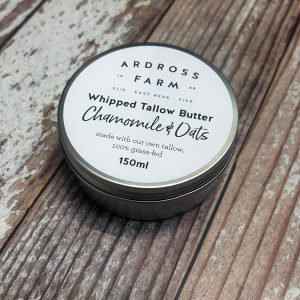 ARDROSS
FARM
ELIE · EAST NEUK · FIFE
Whipped Tallow Butter
Chamomile & Oats
made with our own tallow,
100% grass-fed
150ml